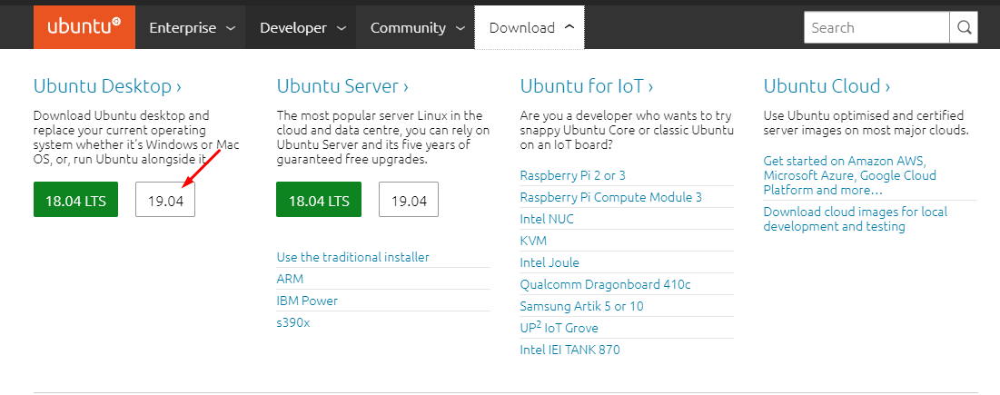 ubuntu Enterprise Developer Community Download Search
Ubuntu Desktop ›
Download Ubuntu desktop and
replace your current operating
system whether it's Windows or Mac
OS, or, run Ubuntu alongside it.
18.04 LTS 19.04
Ubuntu Server ›
The most popular server Linux in the
cloud and data centre, you can rely on
Ubuntu Server and its five years of
guaranteed free upgrades.
18.04 LTS 19.04
Use the traditional installer
ARM
IBM Power
s390x
Ubuntu for IoT ›
Are you a developer who wants to try
snappy Ubuntu Core or classic Ubuntu
on an IoT board?
Raspberry Pi 2 or 3
Raspberry Pi Compute Module 3
Intel NUC
KVM
Intel Joule
Qualcomm Dragonboard 410c
Samsung Artik 5 or 10
UP² IoT Grove
Intel IEI TANK 870
Ubuntu Cloud ›
Use Ubuntu optimised and certified
server images on most major clouds.
Get started on Amazon AWS,
Microsoft Azure, Google Cloud
Platform and more…
Download cloud images for local
development and testing